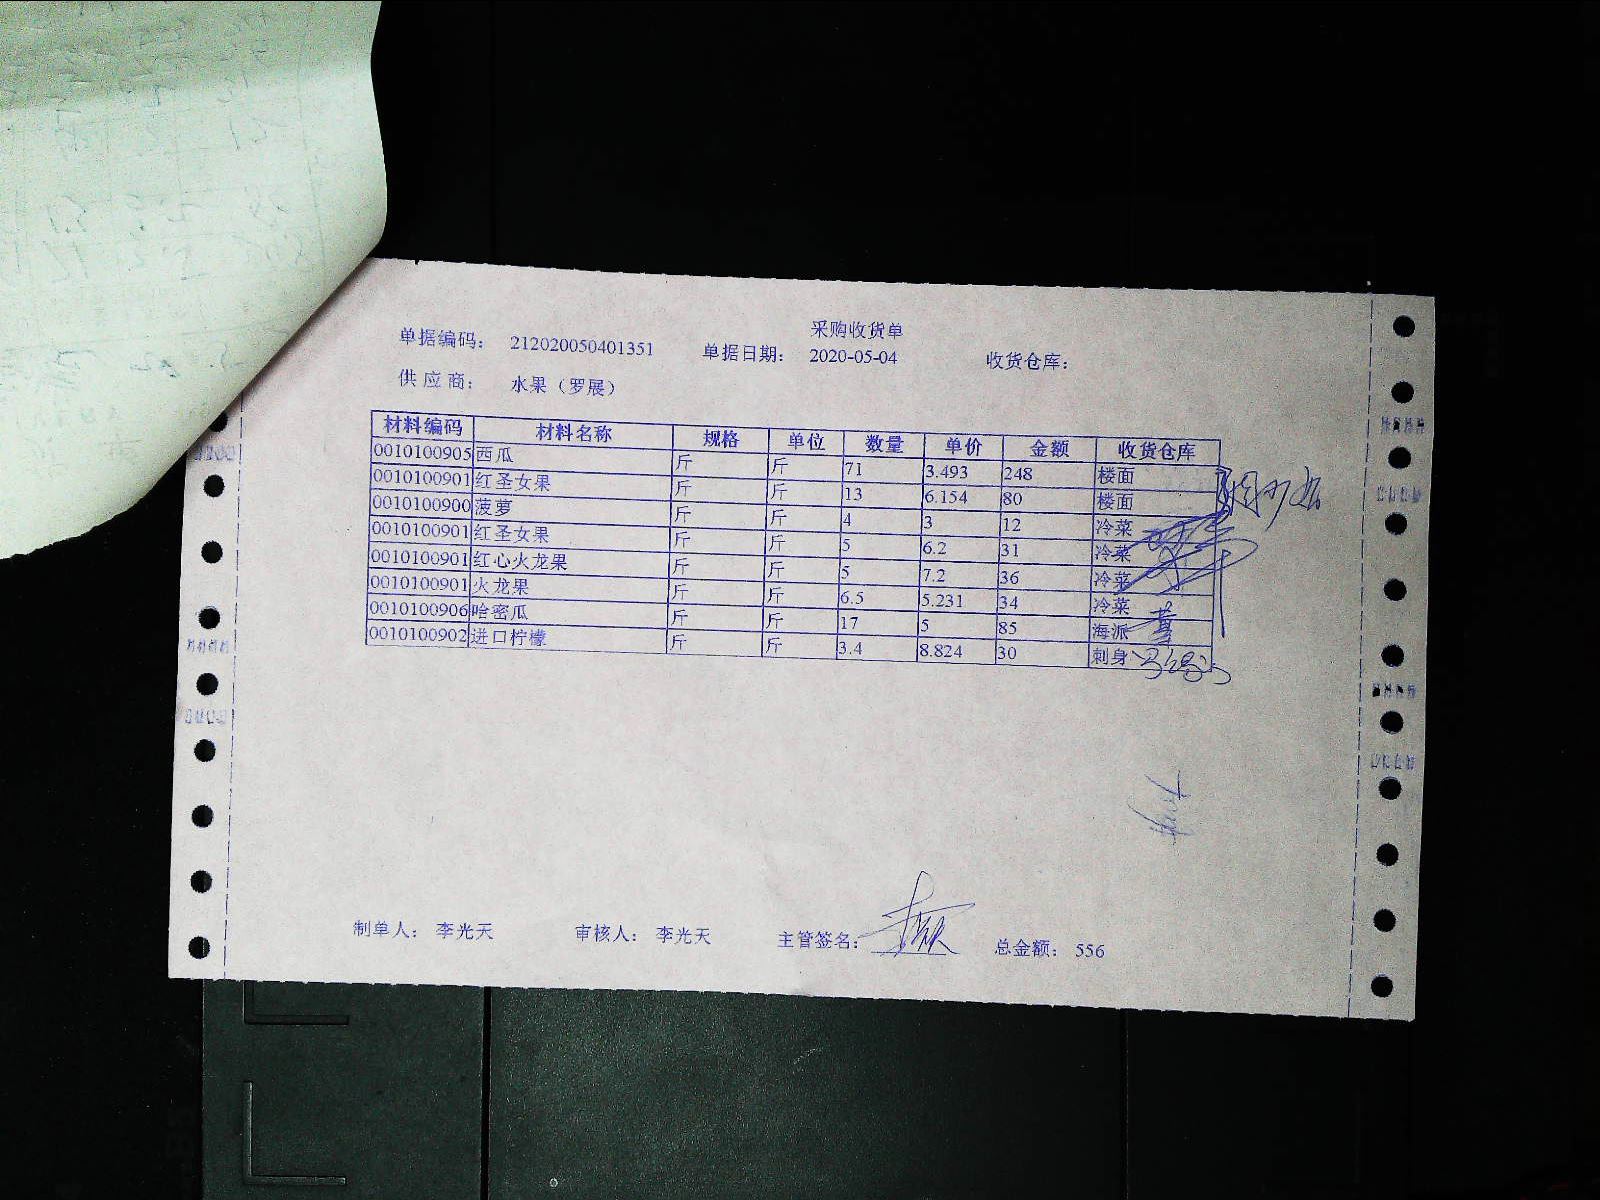 采购收货单
单据编码： 212020050401351 单据日期： 2020-05-04 收货仓库：
供 应 商： 水果（罗展）
材料编码 材料名称 规格 单位 数量 单价 金额 收货仓库
0010100905 西瓜 斤 斤 71 3.493 248 楼面
0010100901 红圣女果 斤 斤 13 6.154 80 楼面
0010100900 菠萝 斤 斤 4 3 12 冷菜
0010100901 红圣女果 斤 斤 5 6.2 31 冷菜
0010100901 红心火龙果 斤 斤 5 7.2 36 冷菜
0010100901 火龙果 斤 斤 6.5 5.231 34 冷菜
0010100906 哈密瓜 斤 斤 17 5 85 海派
0010100902 进口柠檬 斤 斤 3.4 8.824 30 刺身
制单人： 李光天 审核人： 李光天 主管签名： 总金额： 556